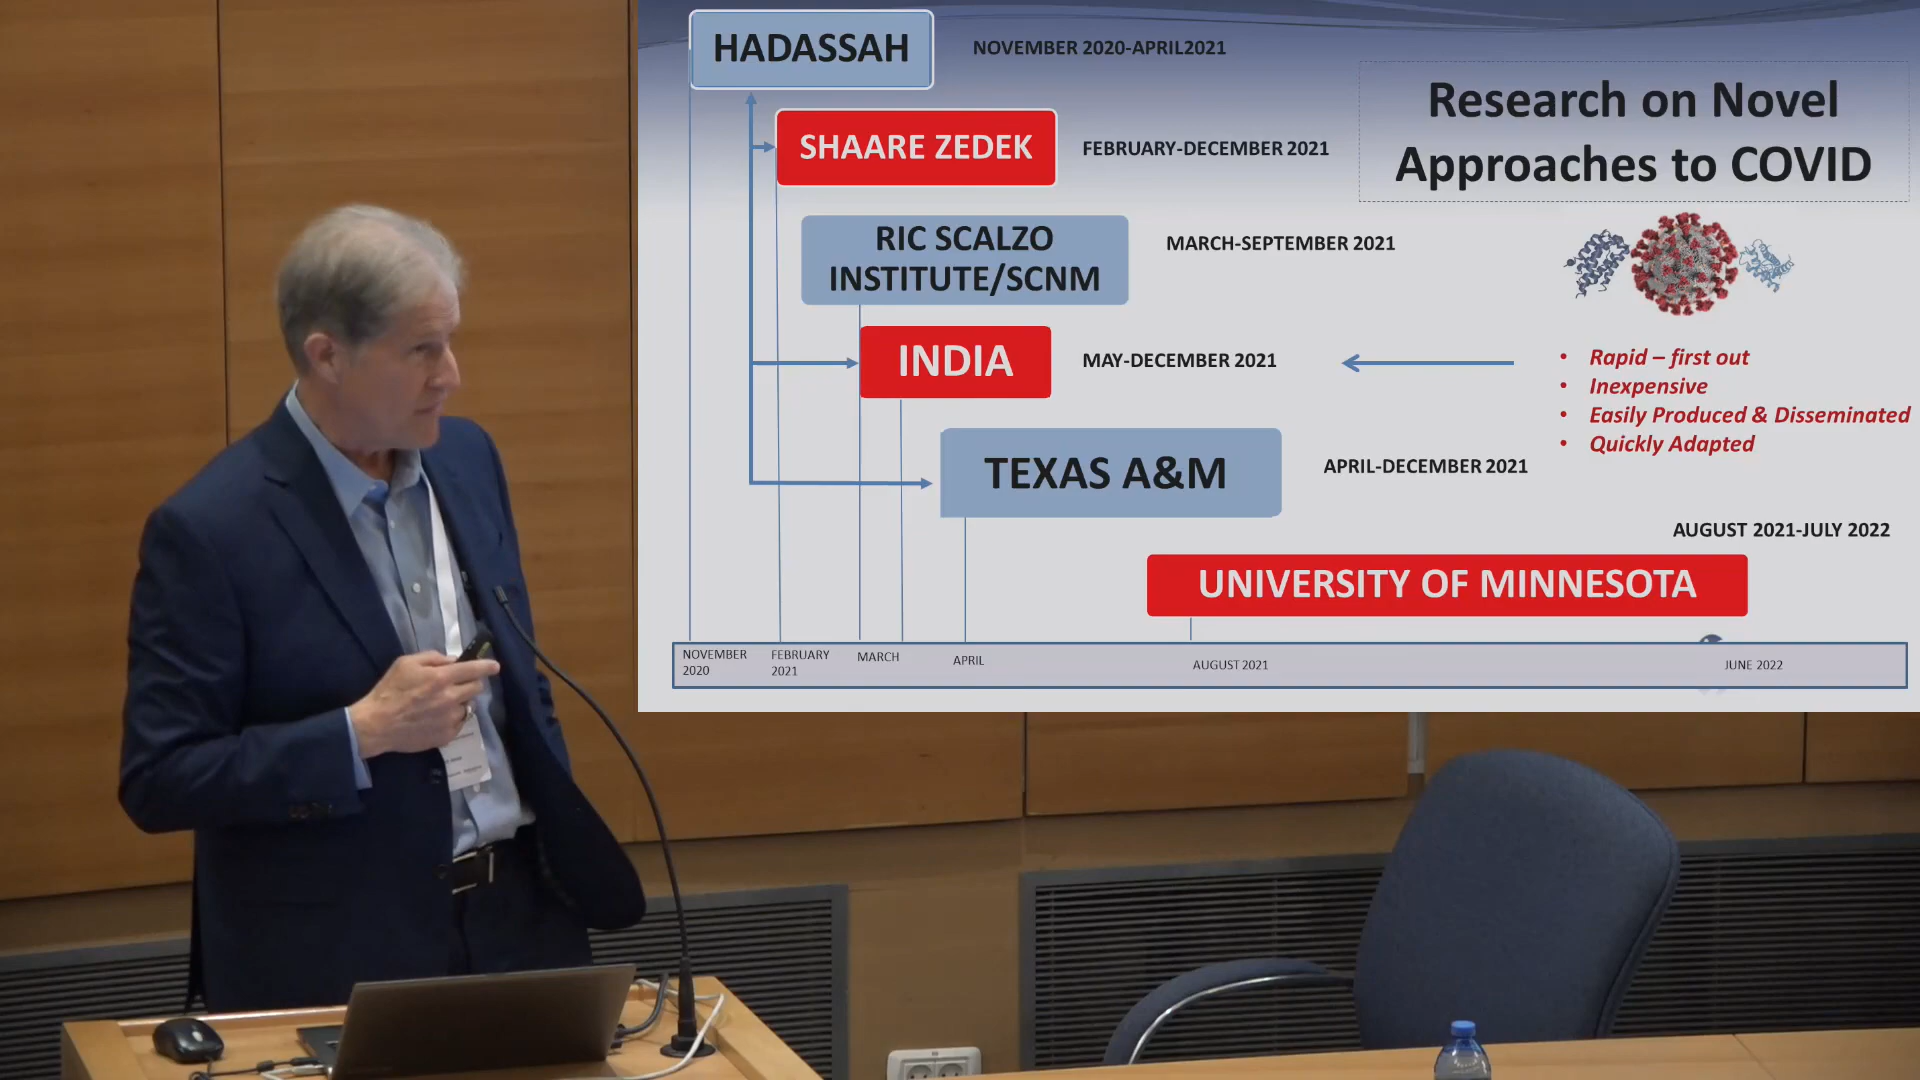 HADASSAH
NOVEMBER 2020-APRIL2021
Research on Novel
Approaches to COVID
SHAARE ZEDEK
FEBRUARY-DECEMBER 2021
RIC SCALZO
INSTITUTE/SCNM
MARCH-SEPTEMBER 2021
INDIA
MAY-DECEMBER 2021
• Rapid – first out
• Inexpensive
• Easily Produced & Disseminated
• Quickly Adapted
TEXAS A&M
APRIL-DECEMBER 2021
AUGUST 2021-JULY 2022
UNIVERSITY OF MINNESOTA
NOVEMBER
2020
FEBRUARY
2021
MARCH
APRIL
AUGUST 2021
JUNE 2022